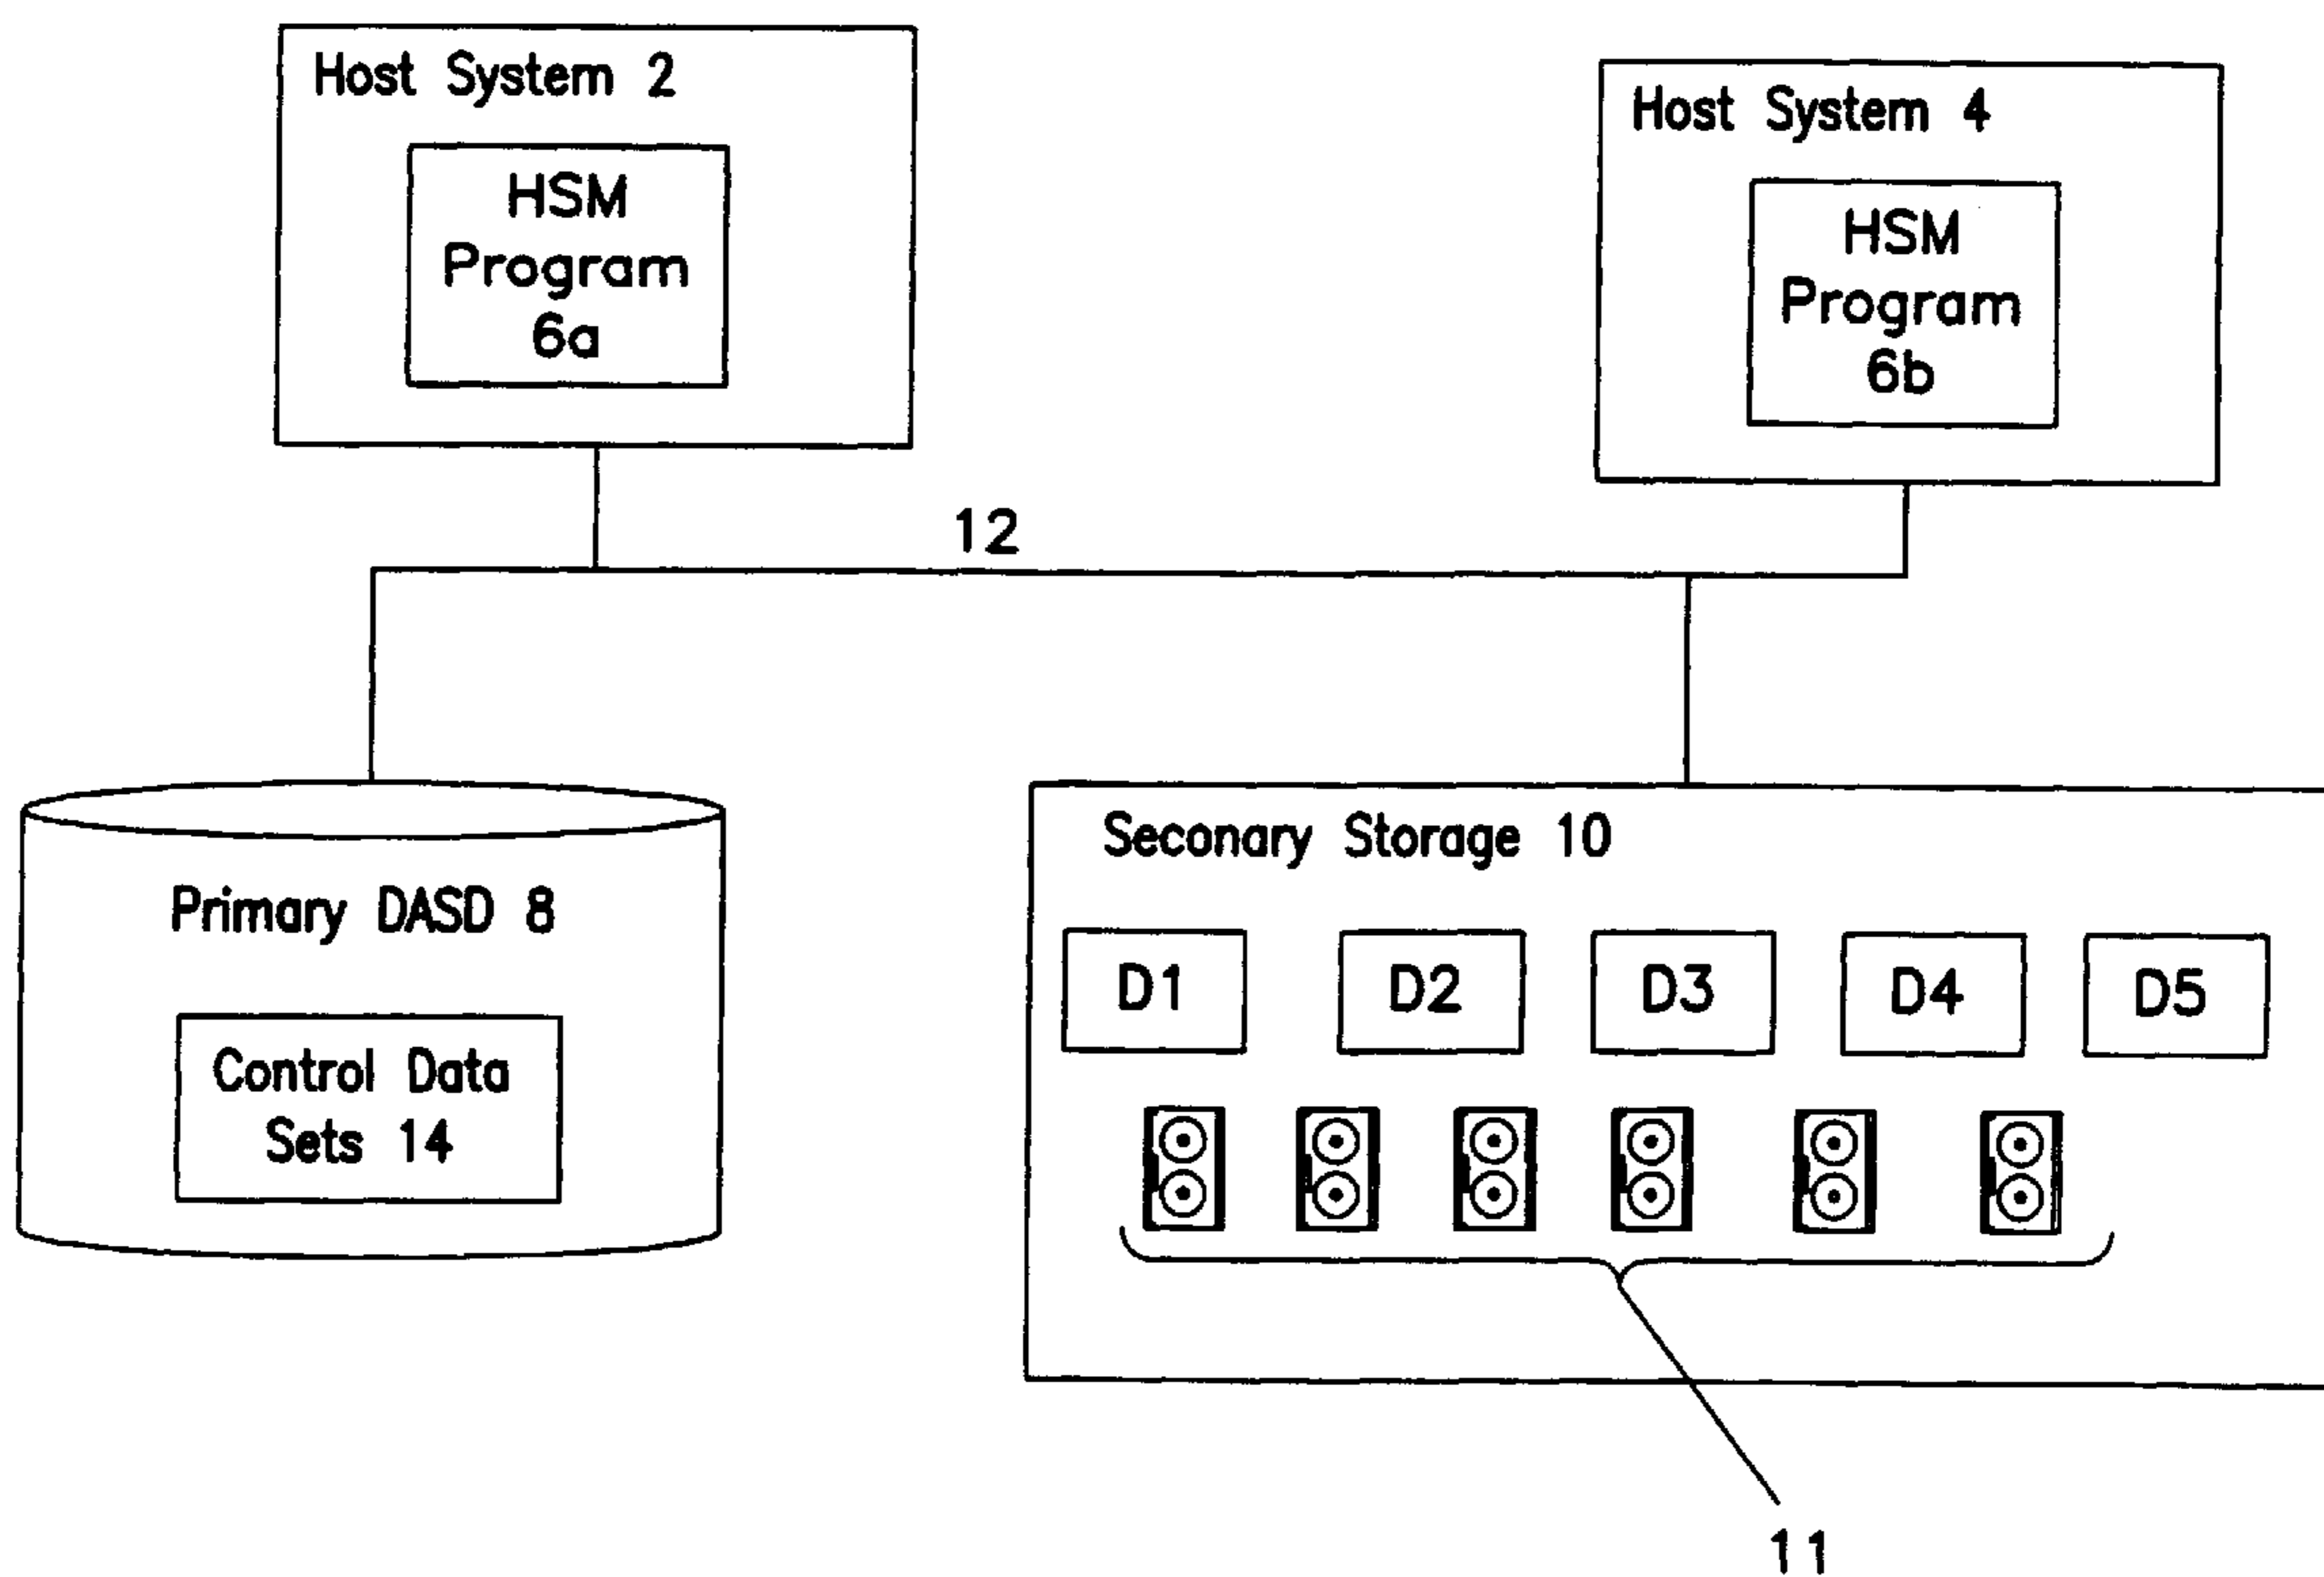 Host System 2
HSM
Program
6a
Host System 4
HSM
Program
6b
12
Primary DASD 8
Control Data
Sets 14
Seconary Storage 10
D1
D2
D3
D4
D5
11